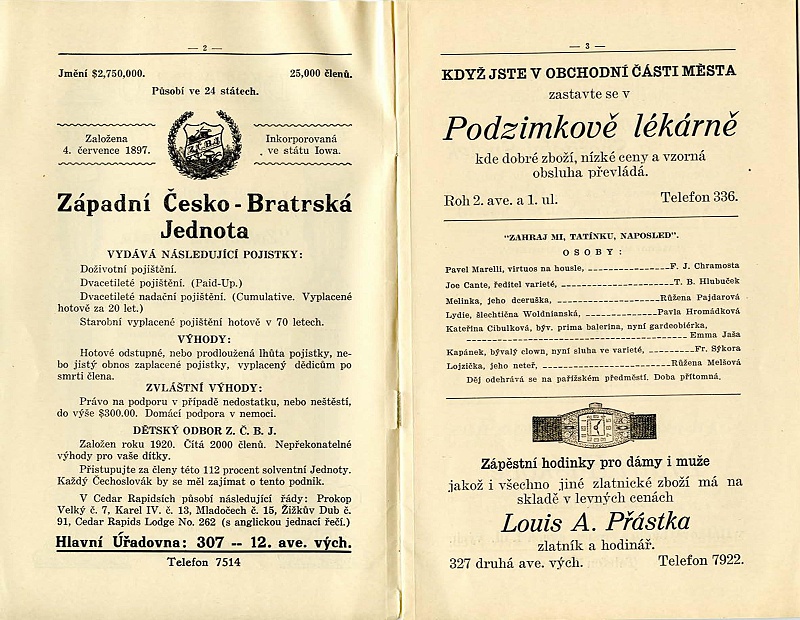 — 2 —
Jmění $2,750,000. 25,000 členů.
Působí ve 24 státech.
Založena
4. července 1897.
Z.Č.B.J.
Inkorporovaná
ve státu Iowa.
Západní Česko - Bratrská
Jednota
VYDÁVÁ NÁSLEDUJÍCÍ POJISTKY:
Doživotní pojištění.
Dvacetileté pojištění. (Paid-Up.)
Dvacetileté nadační pojištění. (Cumulative. Vyplacené
hotově za 20 let.)
Starobní vyplacené pojištění hotově v 70 letech.
VÝHODY:
Hotové odstupné, nebo prodloužená lhůta pojistky, ne-
bo jistý obnos zaplacené pojistky, vyplacený dědicům po
smrti člena.
ZVLÁŠTNÍ VÝHODY:
Právo na podporu v případě nedostatku, nebo neštěstí,
do výše $300.00. Domácí podpora v nemoci.
DĚTSKÝ ODBOR Z. Č. B. J.
Založen roku 1920. Čítá 2000 členů. Nepřekonatelné
výhody pro vaše dítky.
Přistupujte za členy této 112 procent solventní Jednoty.
Každý Čechoslovák by se měl zajímat o tento podnik.
V Cedar Rapidsích působí následující řády: Prokop
Velký č. 7, Karel IV. č. 13, Mladočech č. 15, Žižkův Dub č.
91, Cedar Rapids Lodge No. 262 (s anglickou jednací řečí.)
Hlavní Úřadovna: 307 -- 12. ave. vých.
Telefon 7514
— 3 —
KDYŽ JSTE V OBCHODNÍ ČÁSTI MĚSTA
zastavte se v
Podzimkově lékárně
kde dobré zboží, nízké ceny a vzorná
obsluha převládá.
Roh 2. ave. a 1. ul. Telefon 336.
"ZAHRAJ MI, TATÍNKU, NAPOSLED".
OSOBY:
Pavel Marelli, virtuos na housle, F. J. Chramosta
Joe Cante, ředitel varieté, T. B. Hlubuček
Melinka, jeho dceruška, Růžena Pajdarová
Lydie, šlechtična Woldnianská, Pavla Hromádková
Kateřina Cibulková, býv. prima balerina, nyní gardeobiérka,
Emma Jaša
Kapánek, bývalý clown, nyní sluha ve varieté, Fr. Sýkora
Lojzička, jeho neteř, Růžena Melšová
Děj odehrává se na pařížském předměstí. Doba přítomná.
Zápěstní hodinky pro dámy i muže
jakož i všechno jiné zlatnické zboží má na
skladě v levných cenách
Louis A. Přástka
zlatník a hodinář.
327 druhá ave. vých. Telefon 7922.